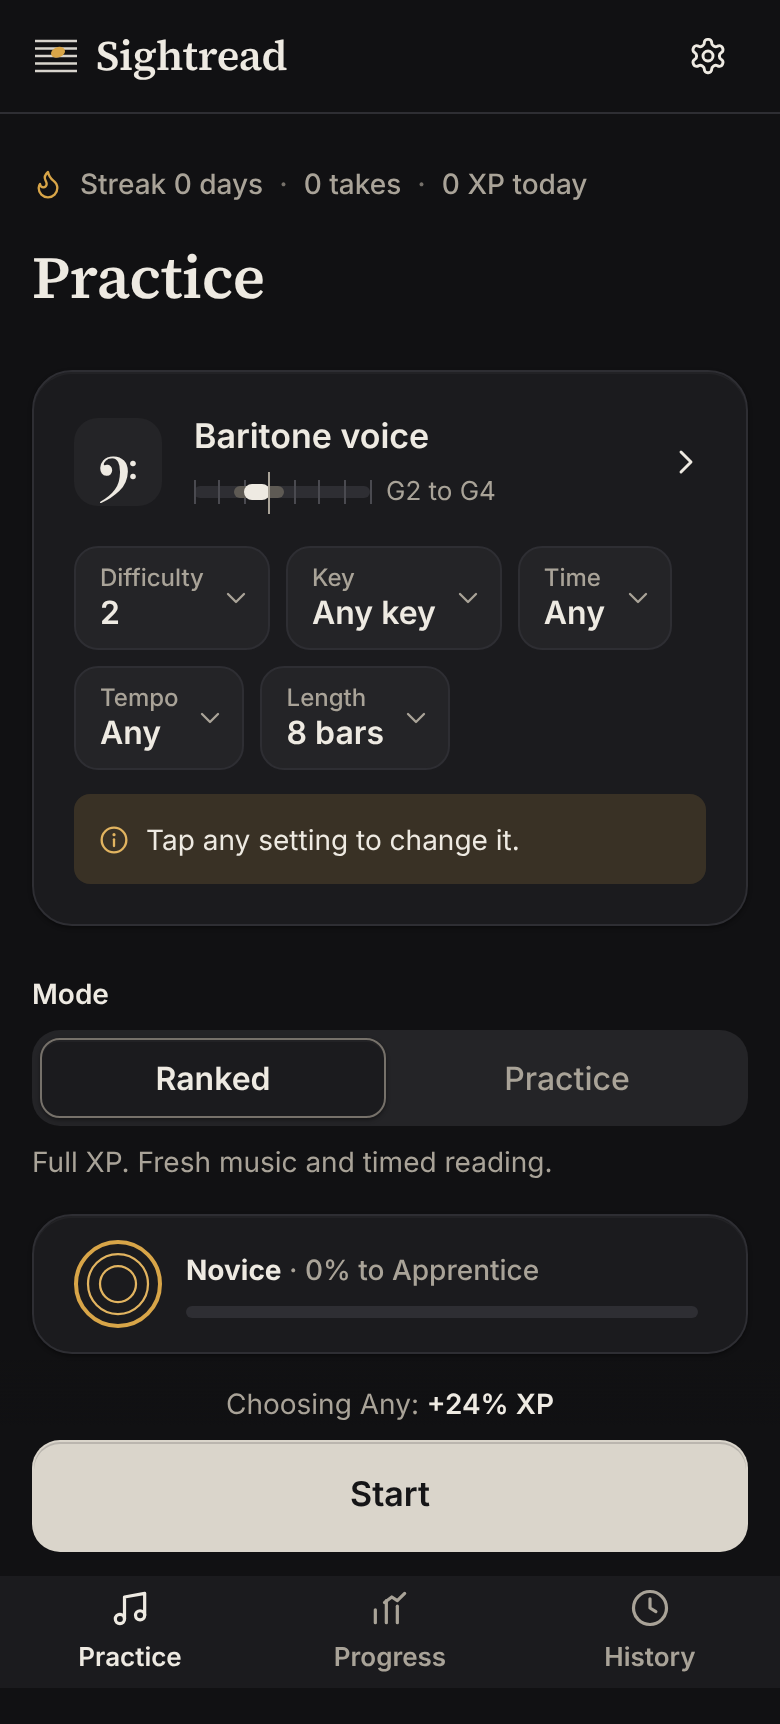 Sightread
Streak 0 days · 0 takes · 0 XP today
Practice
Baritone voice
G2 to G4
Difficulty
2
Key
Any key
Time
Any
Tempo
Any
Length
8 bars
Tap any setting to change it.
Mode
Ranked
Practice
Full XP. Fresh music and timed reading.
Novice · 0% to Apprentice
Choosing Any: +24% XP
Start
Practice
Progress
History